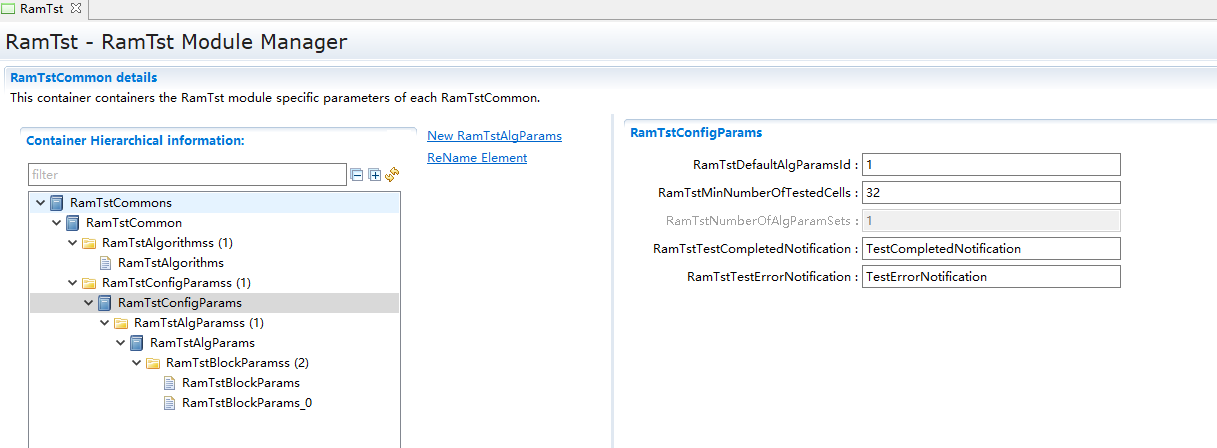 RamTst
RamTst - RamTst Module Manager
RamTstCommon details
This container containers the RamTst module specific parameters of each RamTstCommon.
Container Hierarchical information:
filter
RamTstCommons
RamTstCommon
RamTstAlgorithmss (1)
RamTstAlgorithms
RamTstConfigParamss (1)
RamTstConfigParams
RamTstAlgParamss (1)
RamTstAlgParams
RamTstBlockParamss (2)
RamTstBlockParams
RamTstBlockParams_0
New RamTstAlgParams
ReName Element
RamTstConfigParams
RamTstDefaultAlgParamsId : 1
RamTstMinNumberOfTestedCells : 32
RamTstNumberOfAlgParamSets : 1
RamTstTestCompletedNotification : TestCompletedNotification
RamTstTestErrorNotification : TestErrorNotification